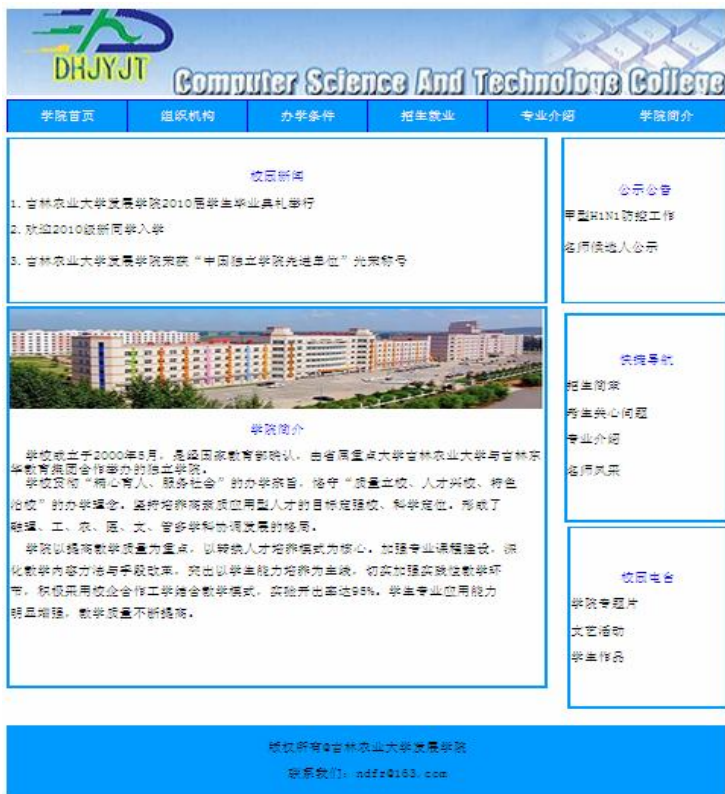 DHJYJT
Computer Science And Technologe College
学院首页 组织机构 办学条件 招生就业 专业介绍 学院简介
校园新闻
1. 吉林农业大学发展学院2010届学生毕业典礼举行
2. 欢迎2010级新同学入学
3. 吉林农业大学发展学院荣获“中国独立学院先进单位”光荣称号
公示公告
甲型H1N1防控工作
名师候选人公示
学院简介
学校成立于2000年5月，是经国家教育部确认，由省属重点大学吉林农业大学与吉林东
华教育集团合作举办的独立学院。
学校贯彻“精心育人、服务社会”的办学宗旨，恪守“质量立校、人才兴校、特色
治校”的办学理念。坚持培养高素质应用型人才的目标定强校、科学定位。形成了
融理、工、农、医、文、管多学科协调发展的格局。
学院以提高教学质量为重点，以转换人才培养模式为核心。加强专业课程建设，深
化教学内容方法与手段改革，突出以学生能力培养为主线，切实加强实践性教学环
节，积极采用校企合作工学结合教学模式，实验开出率达98%。学生专业应用能力
明显增强，教学质量不断提高。
快捷导航
招生简章
考生关心问题
专业介绍
名师风采
校园电台
学院专题片
文艺活动
学生作品
版权所有@吉林农业大学发展学院
联系我们：ndfz@163.com